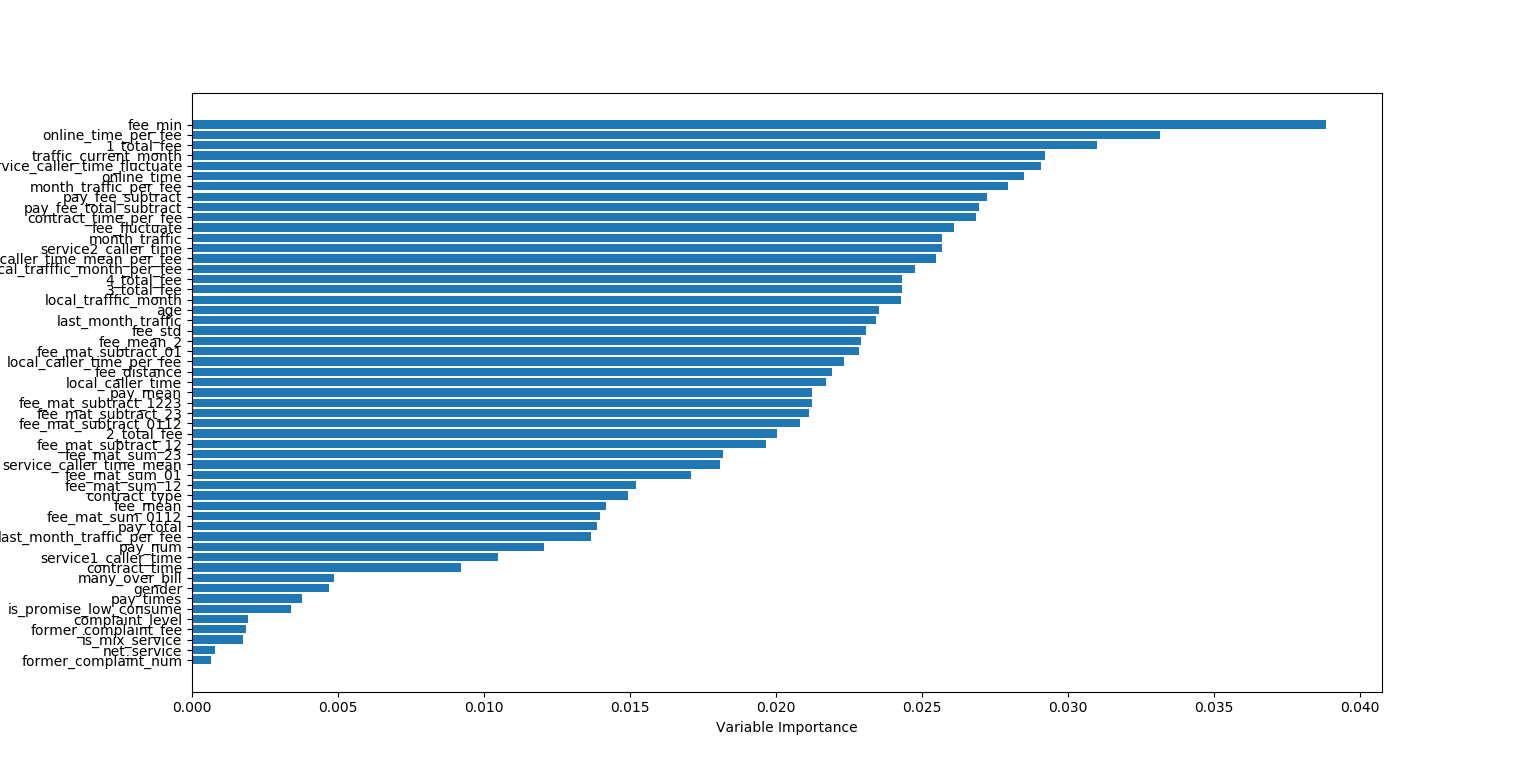 fee_min
online_time_per_fee
1_total_fee
traffic_current_month
rvice_caller_time_fluctuate
online_time
month_traffic_per_fee
pay_fee_subtract
pay_fee_total_subtract
contract_time_per_fee
fee_fluctuate
month_traffic
service2_caller_time
caller_time_mean_per_fee
cal_trafffic_month_per_fee
4_total_fee
3_total_fee
local_trafffic_month
age
last_month_traffic
fee_std
fee_mean_2
fee_mat_subtract_01
local_caller_time_per_fee
fee_distance
local_caller_time
pay_mean
fee_mat_subtract_1223
fee_mat_subtract_23
fee_mat_subtract_0112
2_total_fee
fee_mat_subtract_12
fee_mat_sum_23
service_caller_time_mean
fee_mat_sum_01
fee_mat_sum_12
contract_type
fee_mean
fee_mat_sum_0112
pay_total
last_month_traffic_per_fee
pay_num
service1_caller_time
contract_time
many_over_bill
gender
pay_times
is_promise_low_consume
complaint_level
former_complaint_fee
is_mix_service
net_service
former_complaint_num
0.000 0.005 0.010 0.015 0.020 0.025 0.030 0.035 0.040
Variable Importance